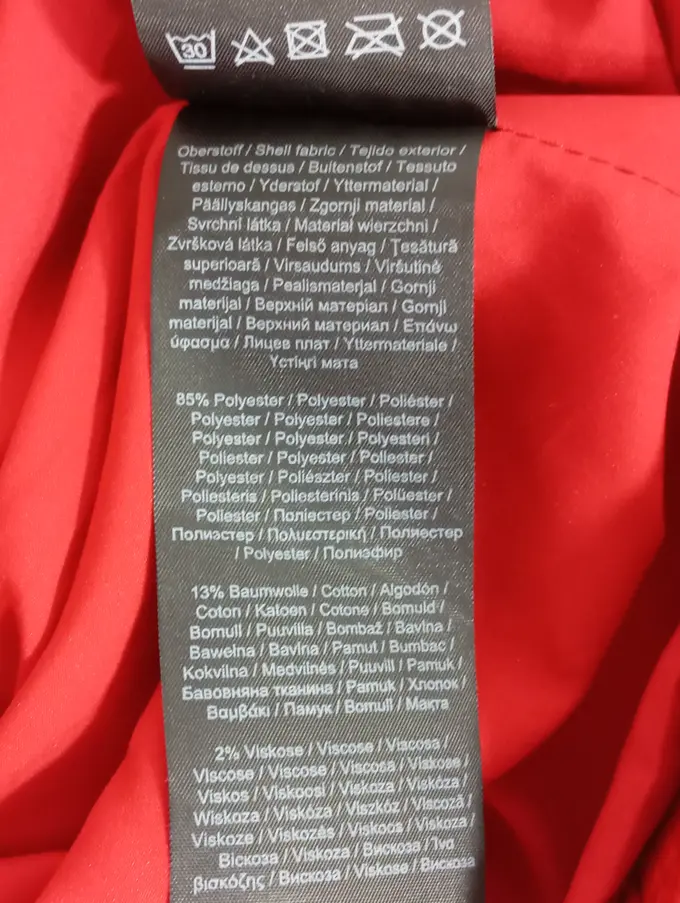 30
Oberstoff / Shell fabric / Tejido exterior /
Tissu de dessus / Buitenstof / Tessuto
esterno / Yderstof / Yttermaterial /
Päällyskangas / Zgornji material /
Svrchní látka / Materiał wierzchni /
Zvršková látka / Felső anyag / Ţesătură
superioară / Virsaudums / Viršutinė
medžiaga / Pealismaterjal / Gornji
materijal / Верхній матеріал / Gornji
materijal / Верхний материал / Επάνω
ύφασμα / Лицев плат / Yttermateriale /
Үстіңгі мата
85% Polyester / Polyester / Poliéster /
Polyester / Polyester / Poliestere /
Polyester / Polyester / Polyesteri /
Poliester / Polyester / Poliester /
Polyester / Poliészter / Poliester /
Poliesteris / Poliesterinis / Polüester /
Poliester / Поліестер / Poliester /
Полиэстер / Πολυεστερική / Полиестер
/ Polyester / Полиэфир
13% Baumwolle / Cotton / Algodón /
Coton / Katoen / Cotone / Bomuld /
Bomull / Puuvilla / Bombaž / Bavlna /
Bawełna / Bavlna / Pamut / Bumbac /
Kokvilna / Medvilnės / Puuvill / Pamuk /
Бавовняна тканина / Pamuk / Хлопок /
Βαμβάκι / Памук / Bomull / Мақта
2% Viskose / Viscose / Viscosa /
Viscose / Viscose / Viscosa / Viskose /
Viskos / Viskoosi / Viskoza / Viskóza /
Wiskoza / Viskóza / Viszkóz / Viscoză /
Viskoze / Viskozės / Viskoos / Viskoza /
Віскоза / Viskoza / Вискоза / Ίνα
βισκόζης / Вискоза / Viskose / Вискоза